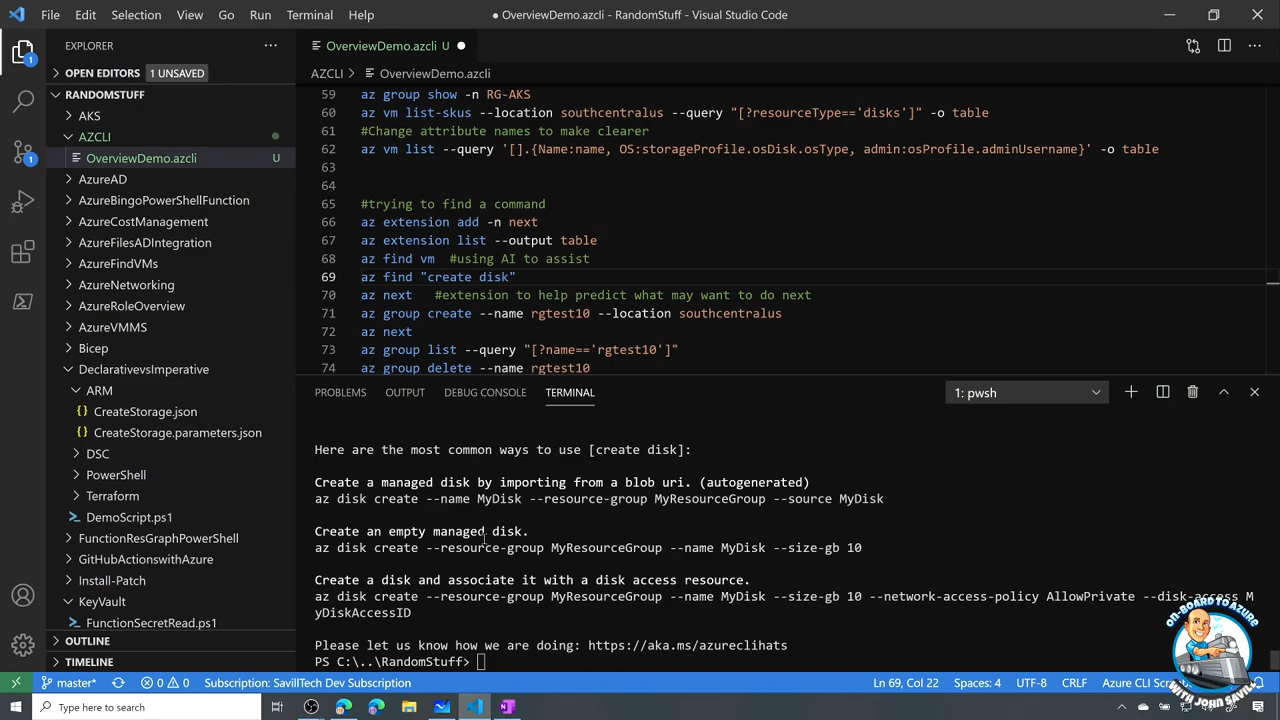 File Edit Selection View Go Run Terminal Help
● OverviewDemo.azcli - RandomStuff - Visual Studio Code
EXPLORER
OPEN EDITORS 1 UNSAVED
RANDOMSTUFF
AKS
AZCLI
OverviewDemo.azcli U
AzureAD
AzureBingoPowerShellFunction
AzureCostManagement
AzureFilesADIntegration
AzureFindVMs
AzureNetworking
AzureRoleOverview
AzureVMMS
Bicep
DeclarativevsImperative
ARM
CreateStorage.json
CreateStorage.parameters.json
DSC
PowerShell
Terraform
DemoScript.ps1
FunctionResGraphPowerShell
GitHubActionswithAzure
Install-Patch
KeyVault
FunctionSecretRead.ps1
OUTLINE
TIMELINE
OverviewDemo.azcli U
AZCLI > OverviewDemo.azcli
59 az group show -n RG-AKS
60 az vm list-skus --location southcentralus --query "[?resourceType=='disks']" -o table
61 #Change attribute names to make clearer
62 az vm list --query '[].{Name:name, OS:storageProfile.osDisk.osType, admin:osProfile.adminUsername}' -o table
63
64
65 #trying to find a command
66 az extension add -n next
67 az extension list --output table
68 az find vm #using AI to assist
69 az find "create disk"
70 az next #extension to help predict what may want to do next
71 az group create --name rgtest10 --location southcentralus
72 az next
73 az group list --query "[?name=='rgtest10']"
74 az group delete --name rgtest10
PROBLEMS OUTPUT DEBUG CONSOLE TERMINAL 1: pwsh
Here are the most common ways to use [create disk]:
Create a managed disk by importing from a blob uri. (autogenerated)
az disk create --name MyDisk --resource-group MyResourceGroup --source MyDisk
Create an empty managed disk.
az disk create --resource-group MyResourceGroup --name MyDisk --size-gb 10
Create a disk and associate it with a disk access resource.
az disk create --resource-group MyResourceGroup --name MyDisk --size-gb 10 --network-access-policy AllowPrivate --disk-access M
yDiskAccessID
Please let us know how we are doing: https://aka.ms/azureclihats
PS C:\..\RandomStuff>
ON-BOARD TO AZURE
WITH JOHN SAVILL
master* 0 0 Subscription: SavillTech Dev Subscription Ln 69, Col 22 Spaces: 4 UTF-8 CRLF Azure CLI Sc
Type here to search